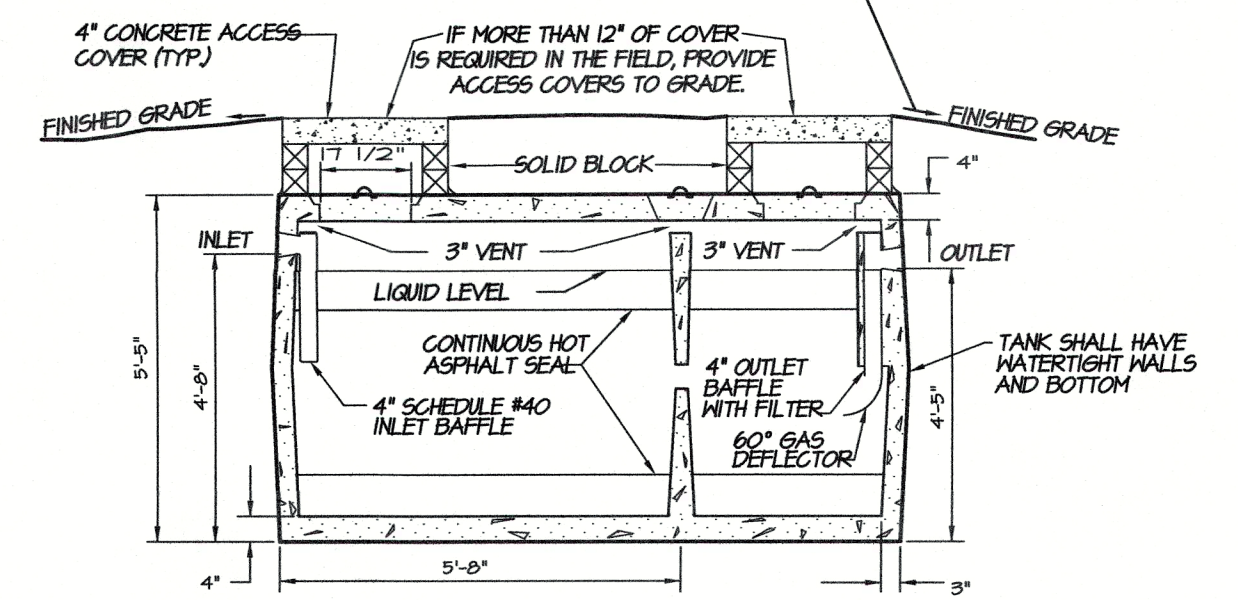 4" CONCRETE ACCESS
COVER (TYP.)
IF MORE THAN 12" OF COVER
IS REQUIRED IN THE FIELD, PROVIDE
ACCESS COVERS TO GRADE.
FINISHED GRADE
FINISHED GRADE
17 1/2"
SOLID BLOCK
4"
INLET
3" VENT
3" VENT
OUTLET
LIQUID LEVEL
CONTINUOUS HOT
ASPHALT SEAL
TANK SHALL HAVE
WATERTIGHT WALLS
AND BOTTOM
5'-5"
4'-8"
4" OUTLET
BAFFLE
WITH FILTER
4'-5"
4" SCHEDULE #40
INLET BAFFLE
60° GAS
DEFLECTOR
4"
5'-8"
3"